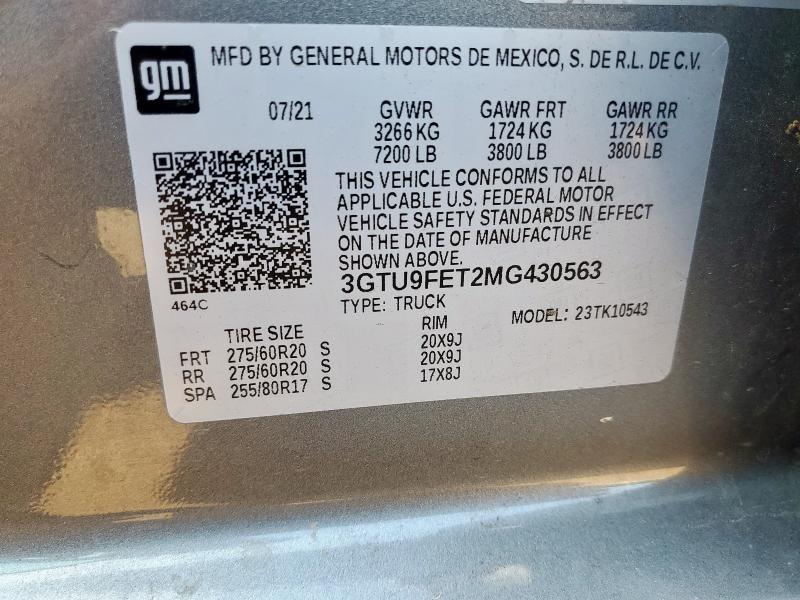 gm
MFD BY GENERAL MOTORS DE MEXICO, S. DE R.L. DE C.V.
07/21 GVWR GAWR FRT GAWR RR
3266 KG 1724 KG 1724 KG
7200 LB 3800 LB 3800 LB
THIS VEHICLE CONFORMS TO ALL
APPLICABLE U.S. FEDERAL MOTOR
VEHICLE SAFETY STANDARDS IN EFFECT
ON THE DATE OF MANUFACTURE
SHOWN ABOVE.
3GTU9FET2MG430563
464C TYPE: TRUCK MODEL: 23TK10543
TIRE SIZE RIM
FRT 275/60R20 S 20X9J
RR 275/60R20 S 20X9J
SPA 255/80R17 S 17X8J